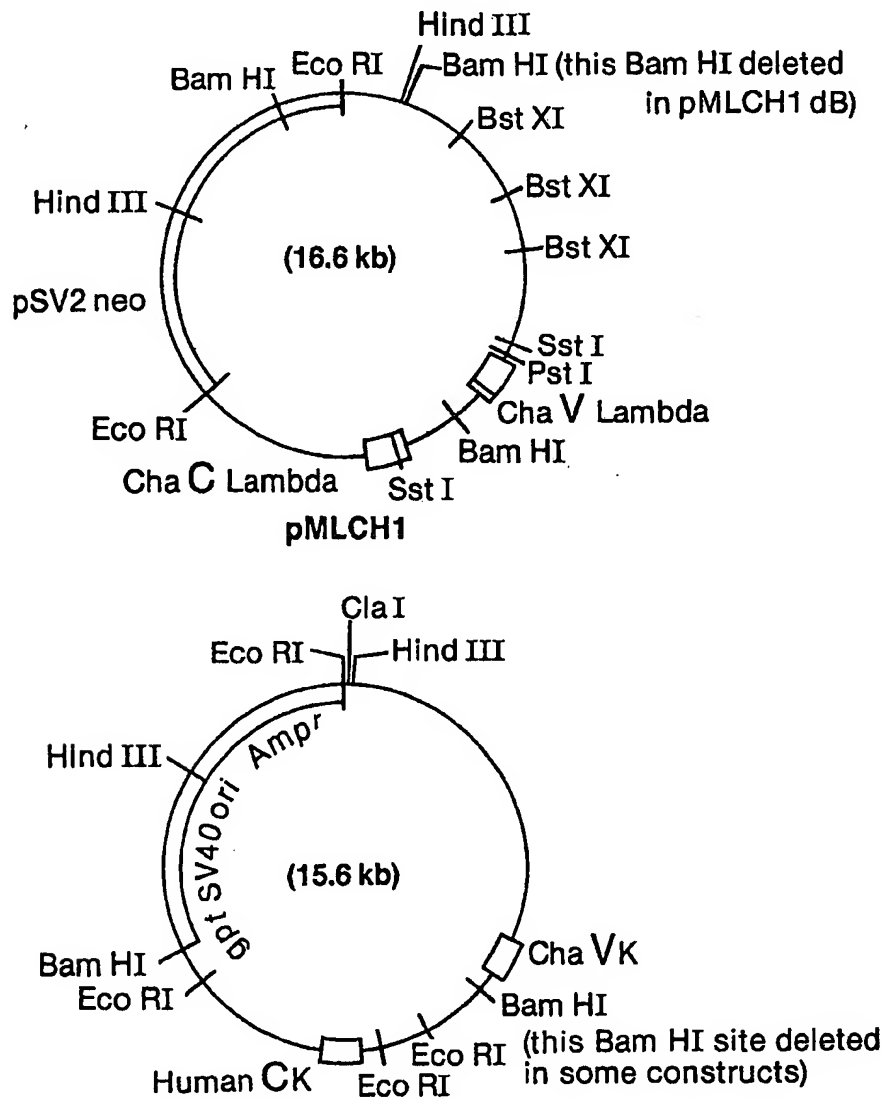 Hind III
Eco RI
Bam HI (this Bam HI deleted
in pMLCH1 dB)
Bam HI
Bst XI
Bst XI
Hind III
(16.6 kb)
Bst XI
pSV2 neo
Sst I
Pst I
Cha V Lambda
Eco RI
Bam HI
Cha C Lambda
Sst I
pMLCH1
Cla I
Eco RI
Hind III
HInd III
gpt SV40 ori Ampr
(15.6 kb)
Cha VK
Bam HI
Eco RI
Bam HI
Eco RI
(this Bam HI site deleted
in some constructs)
Human CK
Eco RI